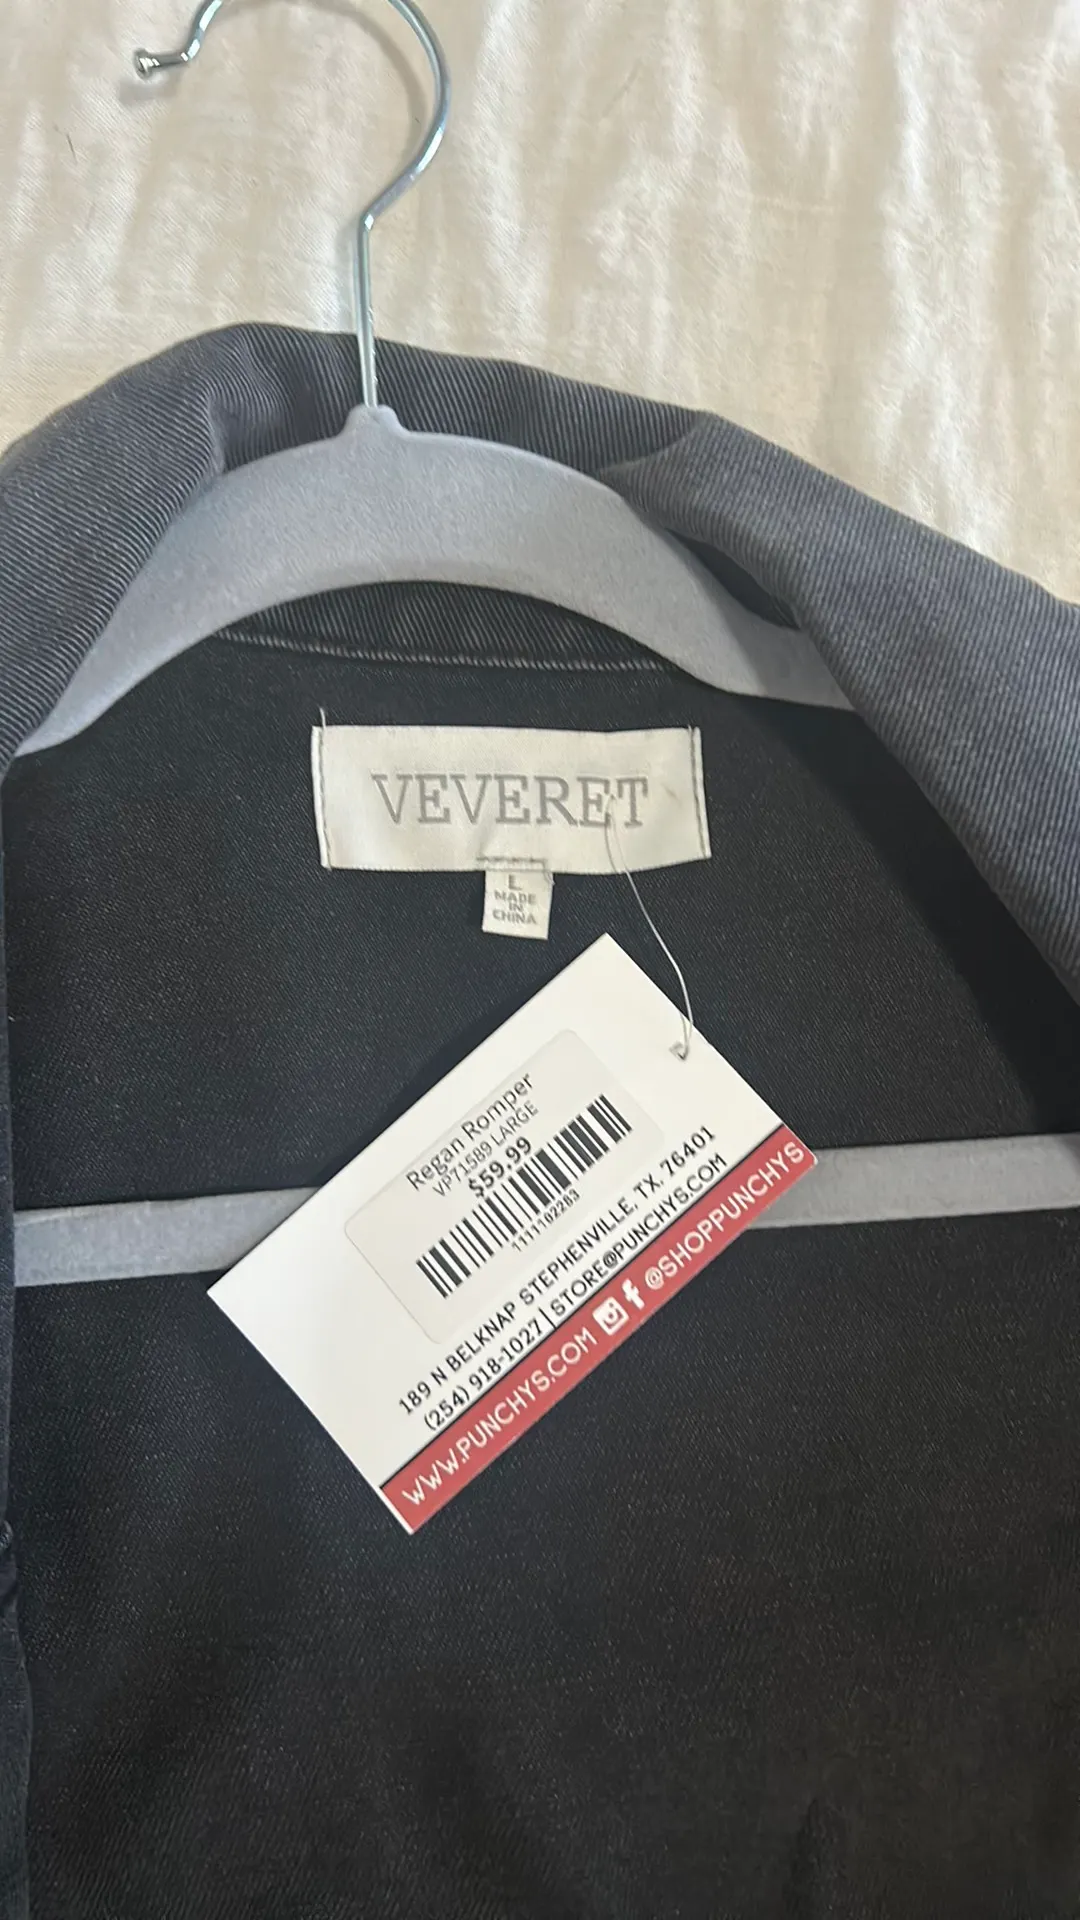 VEVERET
L
MADE
IN
CHINA
Regan Romper
VP71589 LARGE
$59.99
1111102283
189 N BELKNAP STEPHENVILLE, TX. 76401
(254) 918-1027 | STORE@PUNCHYS.COM
WWW.PUNCHYS.COM @SHOPPUNCHYS